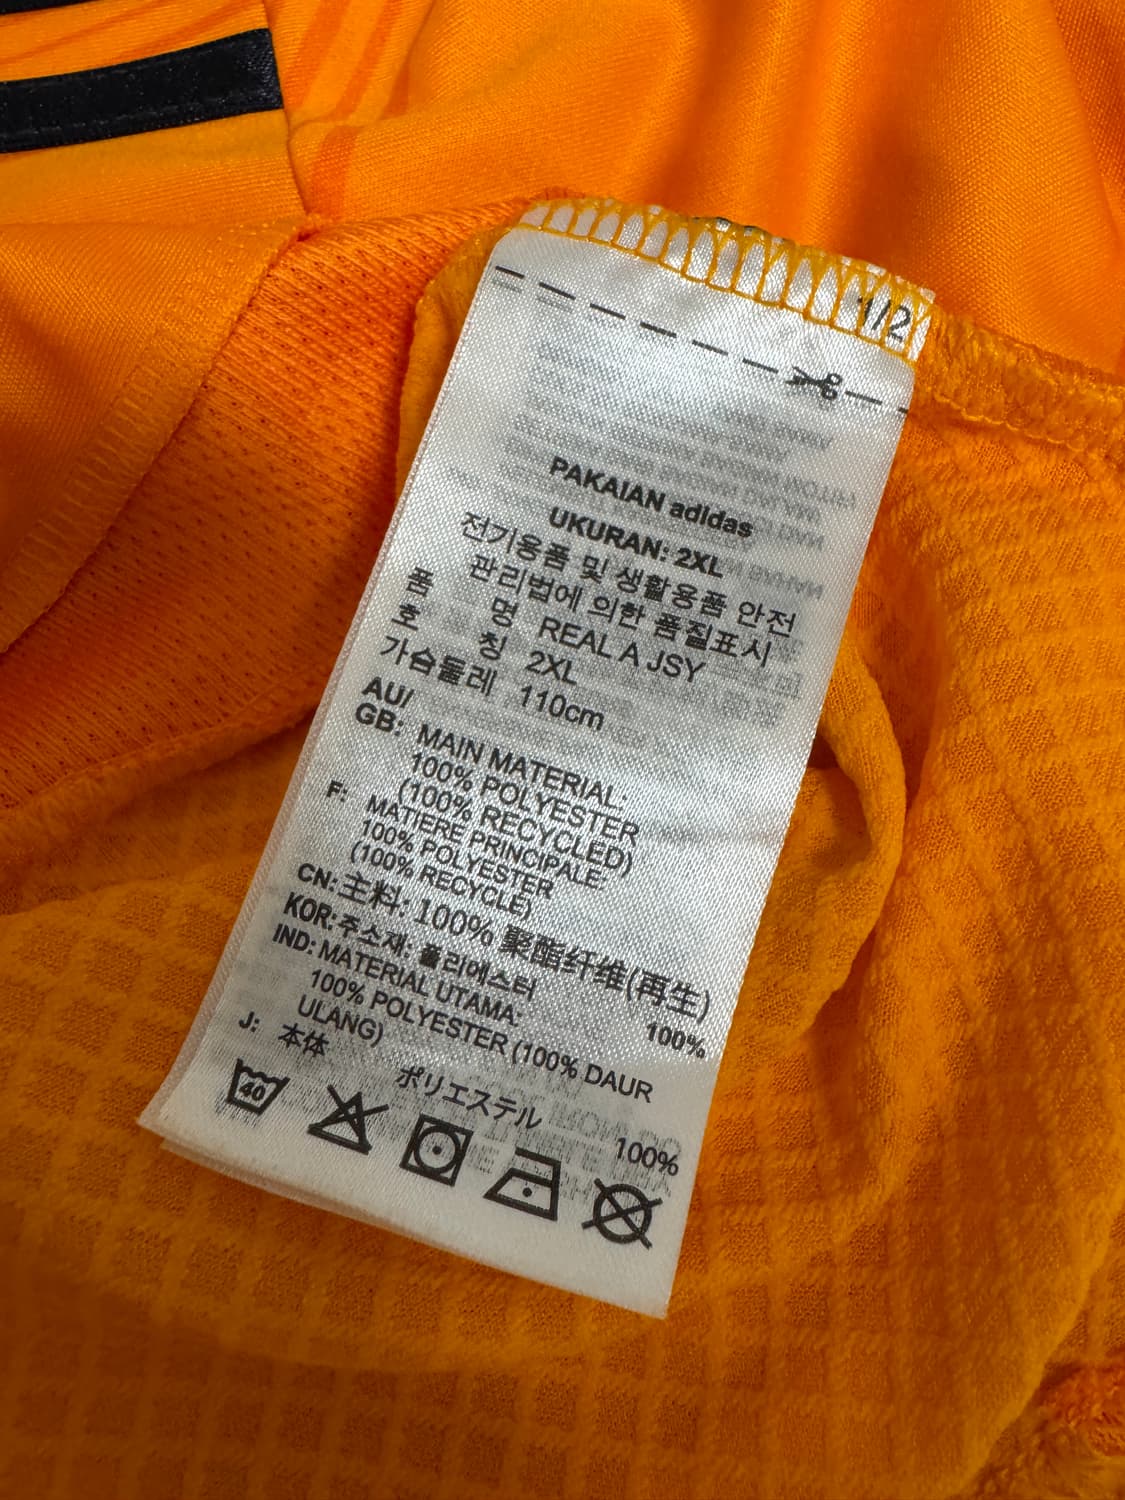 1/2
PAKAIAN adidas
UKURAN: 2XL
전기용품 및 생활용품 안전
관리법에 의한 품질표시
품 명 REAL A JSY
호 칭 2XL
가슴둘레 110cm
AU/
GB: MAIN MATERIAL:
100% POLYESTER
(100% RECYCLED)
F: MATIERE PRINCIPALE:
100% POLYESTER
(100% RECYCLE)
CN: 主料: 100% 聚酯纤维(再生)
KOR: 주소재: 폴리에스터 100%
IND: MATERIAL UTAMA:
100% POLYESTER (100% DAUR
ULANG)
J: 本体
ポリエステル 100%
40